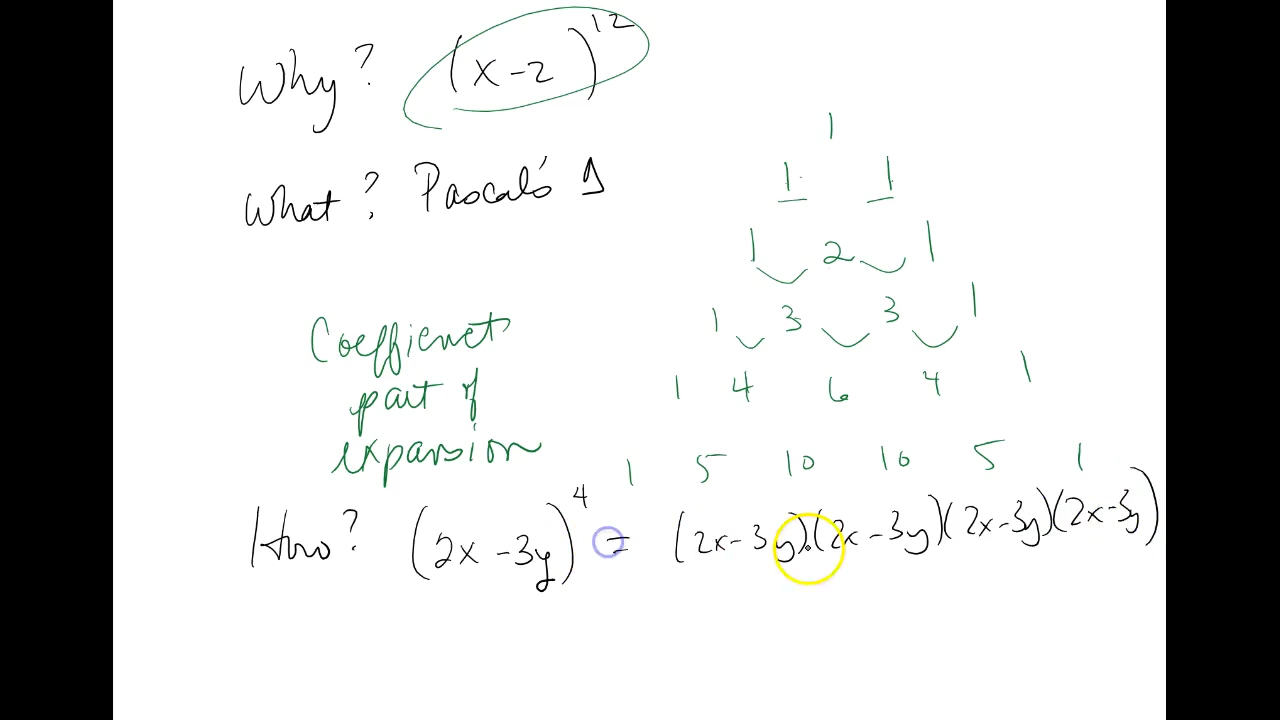 Why? (x-2)^12
1
1 1
What? Pascal's Δ
1 2 1
1 3 3 1
Coefficienet
1 4 6 4 1
part of
expansion
1 5 10 10 5 1
How? (2x-3y)^4 = (2x-3y)·(2x-3y)(2x-3y)(2x-3y)